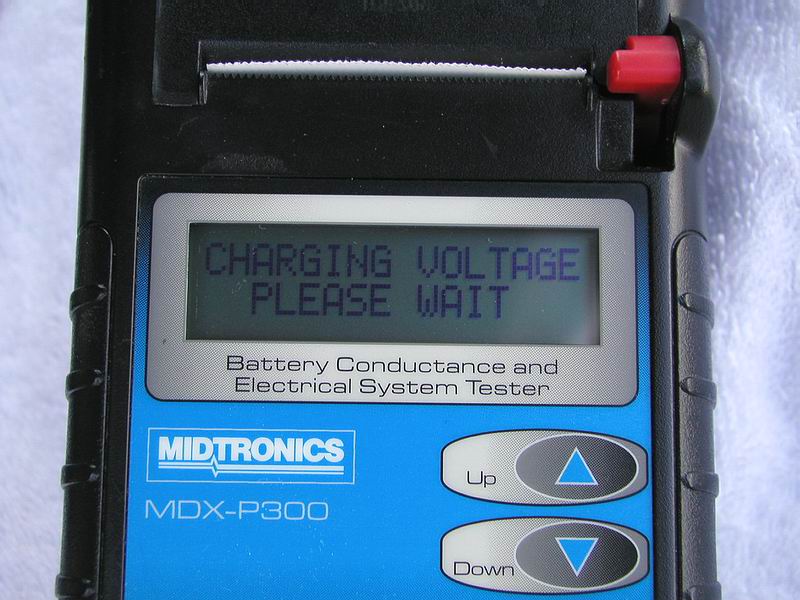 CHARGING VOLTAGE
PLEASE WAIT
Battery Conductance and
Electrical System Tester
MIDTRONICS
MDX-P300
Up
Down